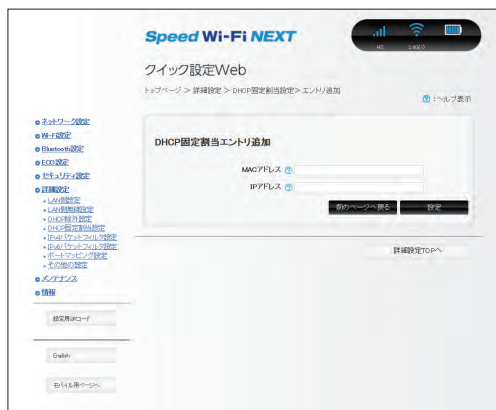 Speed Wi-Fi NEXT
HS 2.4G(1)
クイック設定Web
トップページ > 詳細設定 > DHCP固定割当設定> エントリ追加
?:ヘルプ表示
ネットワーク設定
Wi-Fi設定
Bluetooth設定
ECO設定
セキュリティ設定
詳細設定
LAN側設定
LAN側無線設定
DHCP除外設定
DHCP固定割当設定
IPv4パケットフィルタ設定
IPv6パケットフィルタ設定
ポートマッピング設定
その他の設定
メンテナンス
情報
設定用QRコード
English
モバイル用ページへ
DHCP固定割当エントリ追加
MACアドレス ?
IPアドレス ?
前のページへ戻る 設定
詳細設定TOPへ